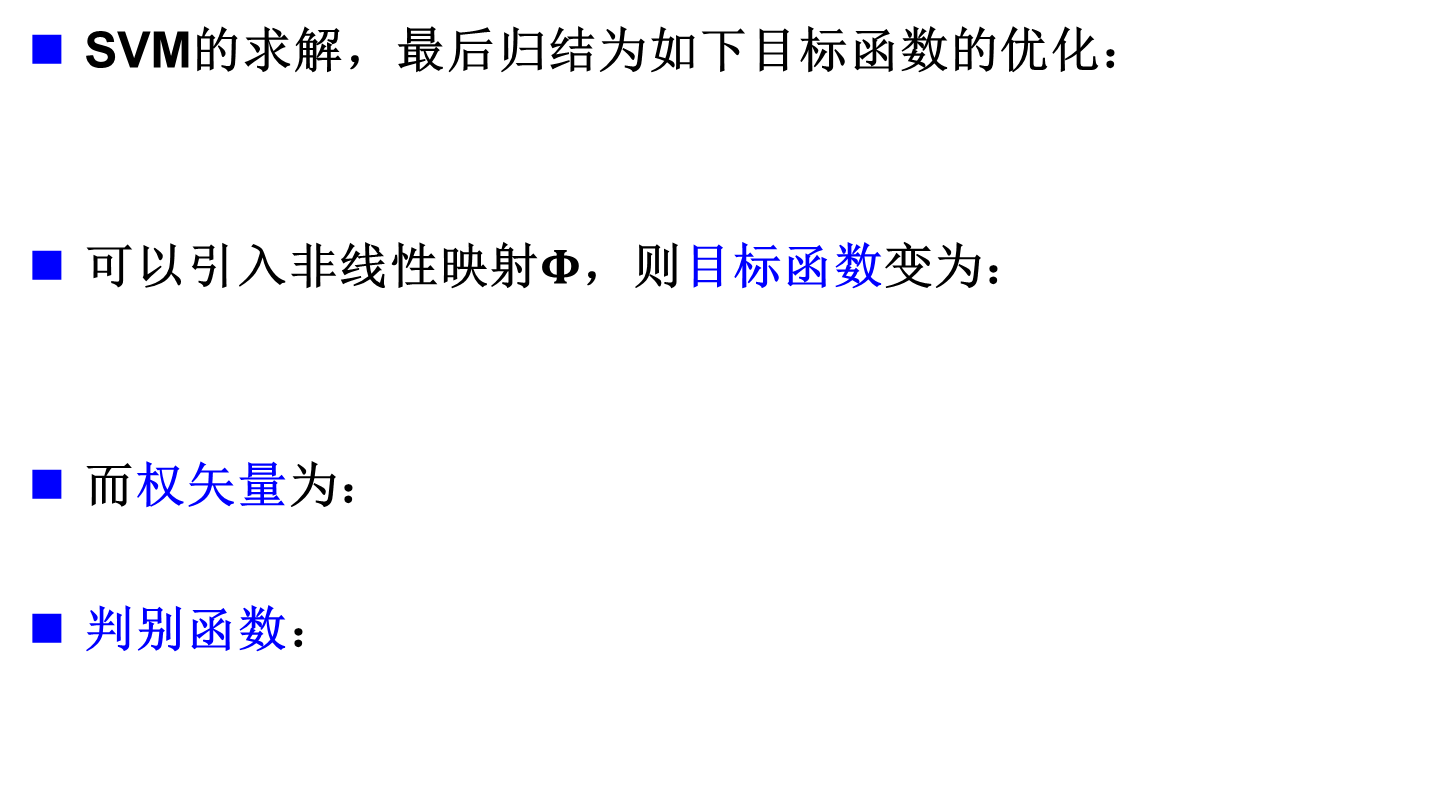 SVM的求解，最后归结为如下目标函数的优化：
可以引入非线性映射Φ，则目标函数变为：
而权矢量为：
判别函数：